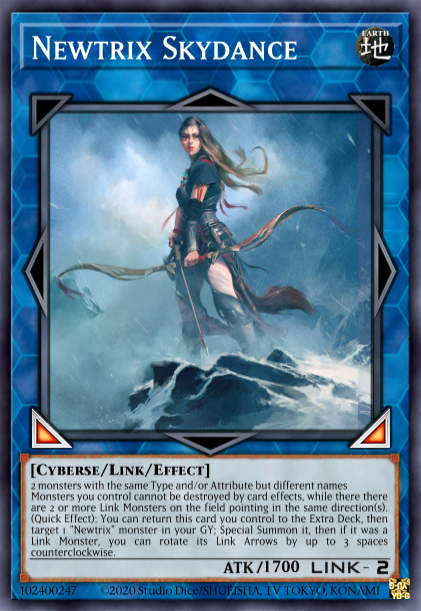 Newtrix Skydance
EARTH
地
[Cyberse/Link/Effect]
2 monsters with the same Type and/or Attribute but different names
Monsters you control cannot be destroyed by card effects, while there there
are 2 or more Link Monsters on the field pointing in the same direction(s).
(Quick Effect): You can return this card you control to the Extra Deck, then
target 1 "Newtrix" monster in your GY; Special Summon it, then if it was a
Link Monster, you can rotate its Link Arrows by up to 3 spaces
counterclockwise.
ATK/1700 LINK-2
102400247 ©2020 Studio Dice/SHUEISHA, TV TOKYO, KONAMI